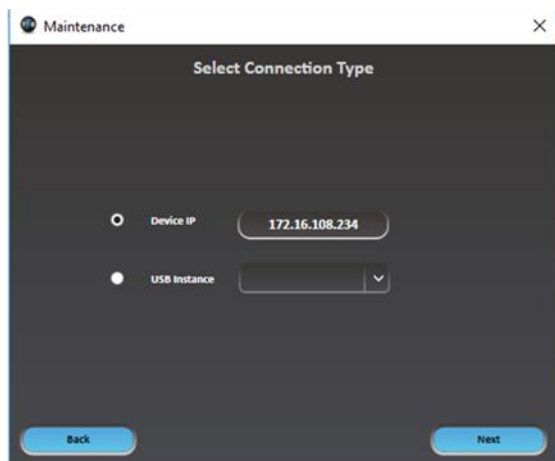 Maintenance
Select Connection Type
Device IP 172.16.108.234
USB Instance
Back Next